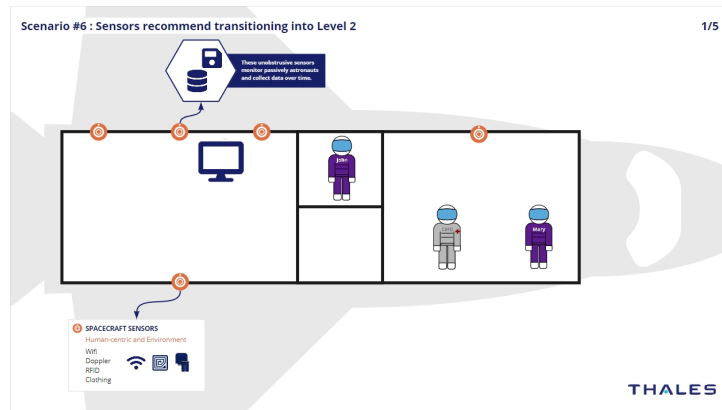 Scenario #6 : Sensors recommend transitioning into Level 2
1/5
These unobstrusive sensors
monitor passively astronauts
and collect data over time.
John
Mary
SPACECRAFT SENSORS
Human-centric and Environment
Wifi
Doppler
RFID
Clothing
THALES